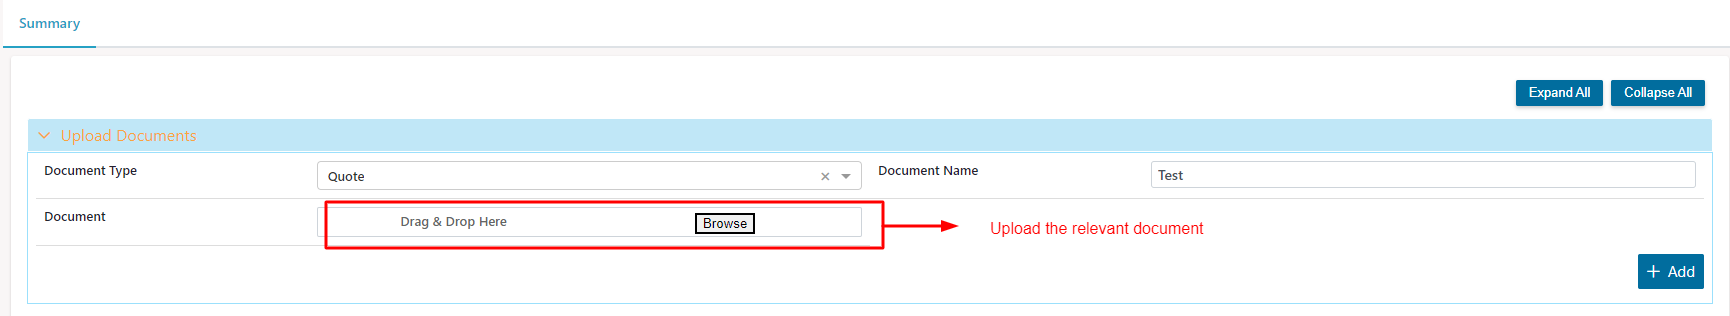 Summary
Expand All
Collapse All
Upload Documents
Document Type
Quote
Document Name
Test
Document
Drag & Drop Here
Browse
Upload the relevant document
+ Add